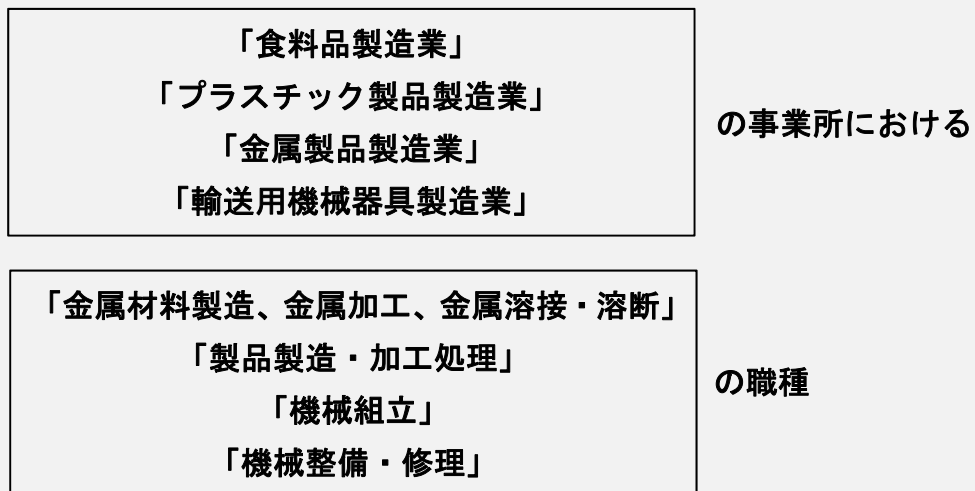 「食料品製造業」
「プラスチック製品製造業」
の事業所における
「金属製品製造業」
「輸送用機械器具製造業」
「金属材料製造、金属加工、金属溶接・溶断」
「製品製造・加工処理」
の職種
「機械組立」
「機械整備・修理」